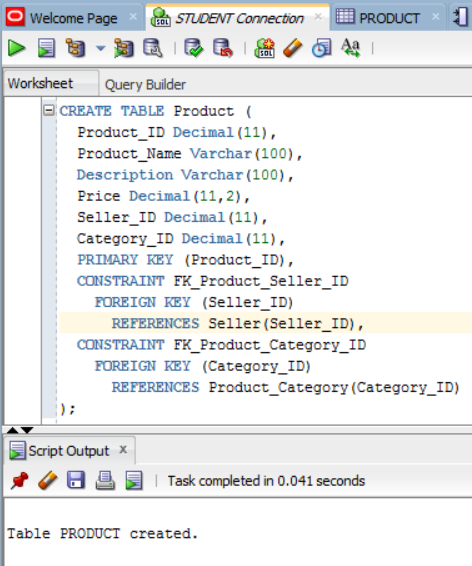 Welcome Page
STUDENT Connection
PRODUCT
SQL
SQL
Aa
Worksheet
Query Builder
CREATE TABLE Product (
Product_ID Decimal(11),
Product_Name Varchar(100),
Description Varchar(100),
Price Decimal(11,2),
Seller_ID Decimal(11),
Category_ID Decimal(11),
PRIMARY KEY (Product_ID),
CONSTRAINT FK_Product_Seller_ID
FOREIGN KEY (Seller_ID)
REFERENCES Seller(Seller_ID),
CONSTRAINT FK_Product_Category_ID
FOREIGN KEY (Category_ID)
REFERENCES Product_Category(Category_ID)
);
Script Output x
Task completed in 0.041 seconds
Table PRODUCT created.